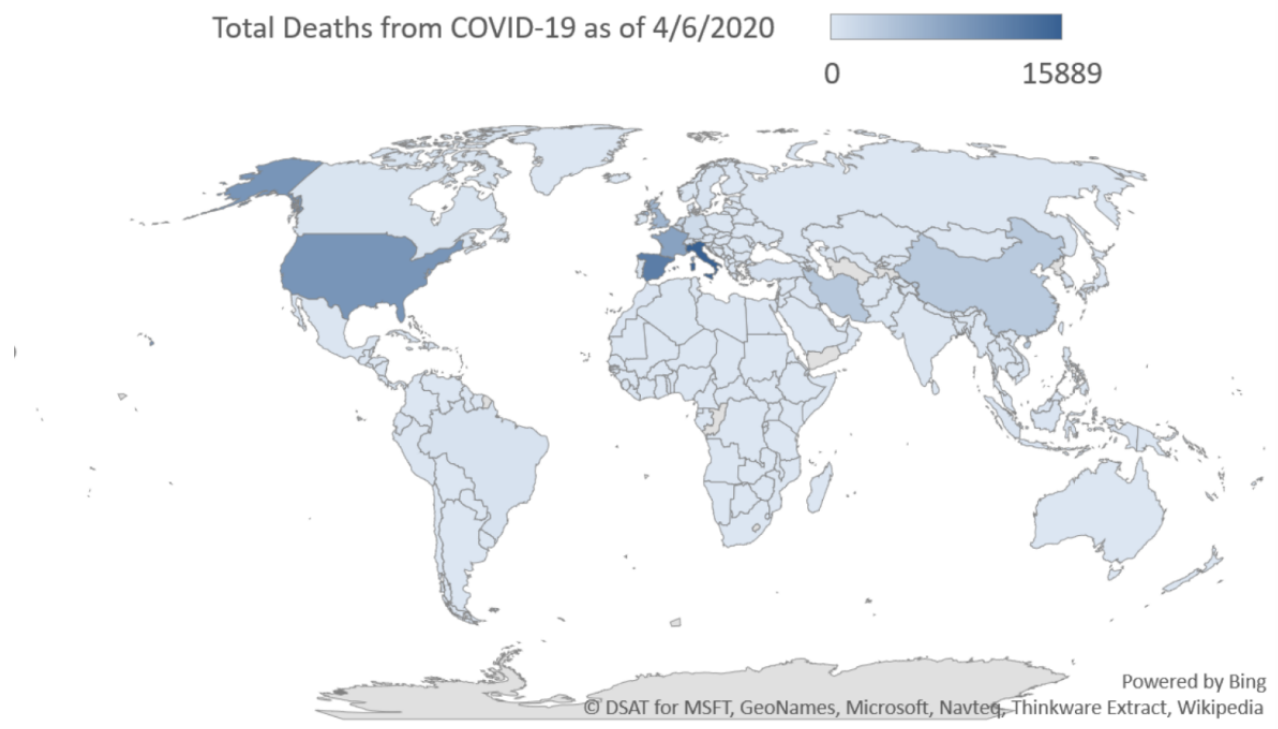 Total Deaths from COVID-19 as of 4/6/2020
0 15889
Powered by Bing
© DSAT for MSFT, GeoNames, Microsoft, Navteq, Thinkware Extract, Wikipedia